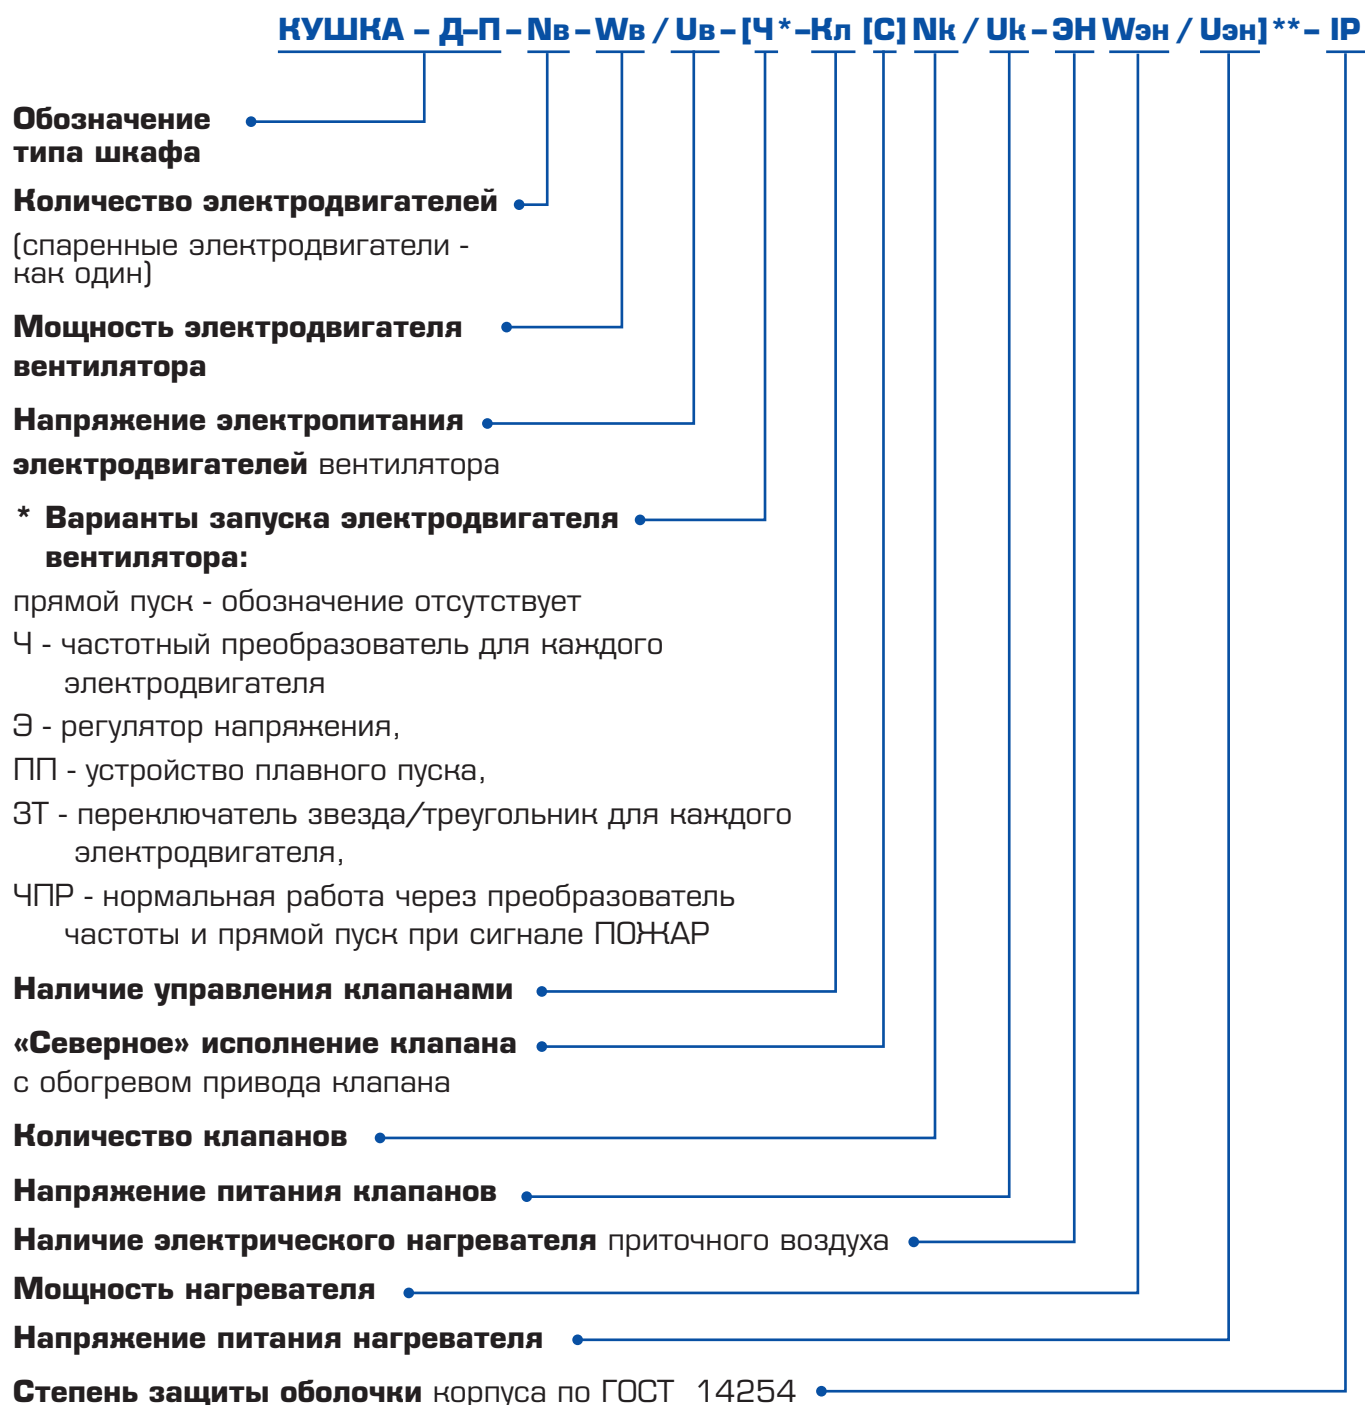 КУШКА – Д–П – Nв – Wв / Uв – [Ч*–Кл [С] Nk / Uk – ЭН Wэн / Uэн]** – IP
Обозначение
типа шкафа
Количество электродвигателей
(спаренные электродвигатели -
как один)
Мощность электродвигателя
вентилятора
Напряжение электропитания
электродвигателей вентилятора
* Варианты запуска электродвигателя
вентилятора:
прямой пуск - обозначение отсутствует
Ч - частотный преобразователь для каждого
электродвигателя
Э - регулятор напряжения,
ПП - устройство плавного пуска,
ЗТ - переключатель звезда/треугольник для каждого
электродвигателя,
ЧПР - нормальная работа через преобразователь
частоты и прямой пуск при сигнале ПОЖАР
Наличие управления клапанами
«Северное» исполнение клапана
с обогревом привода клапана
Количество клапанов
Напряжение питания клапанов
Наличие электрического нагревателя приточного воздуха
Мощность нагревателя
Напряжение питания нагревателя
Степень защиты оболочки корпуса по ГОСТ 14254